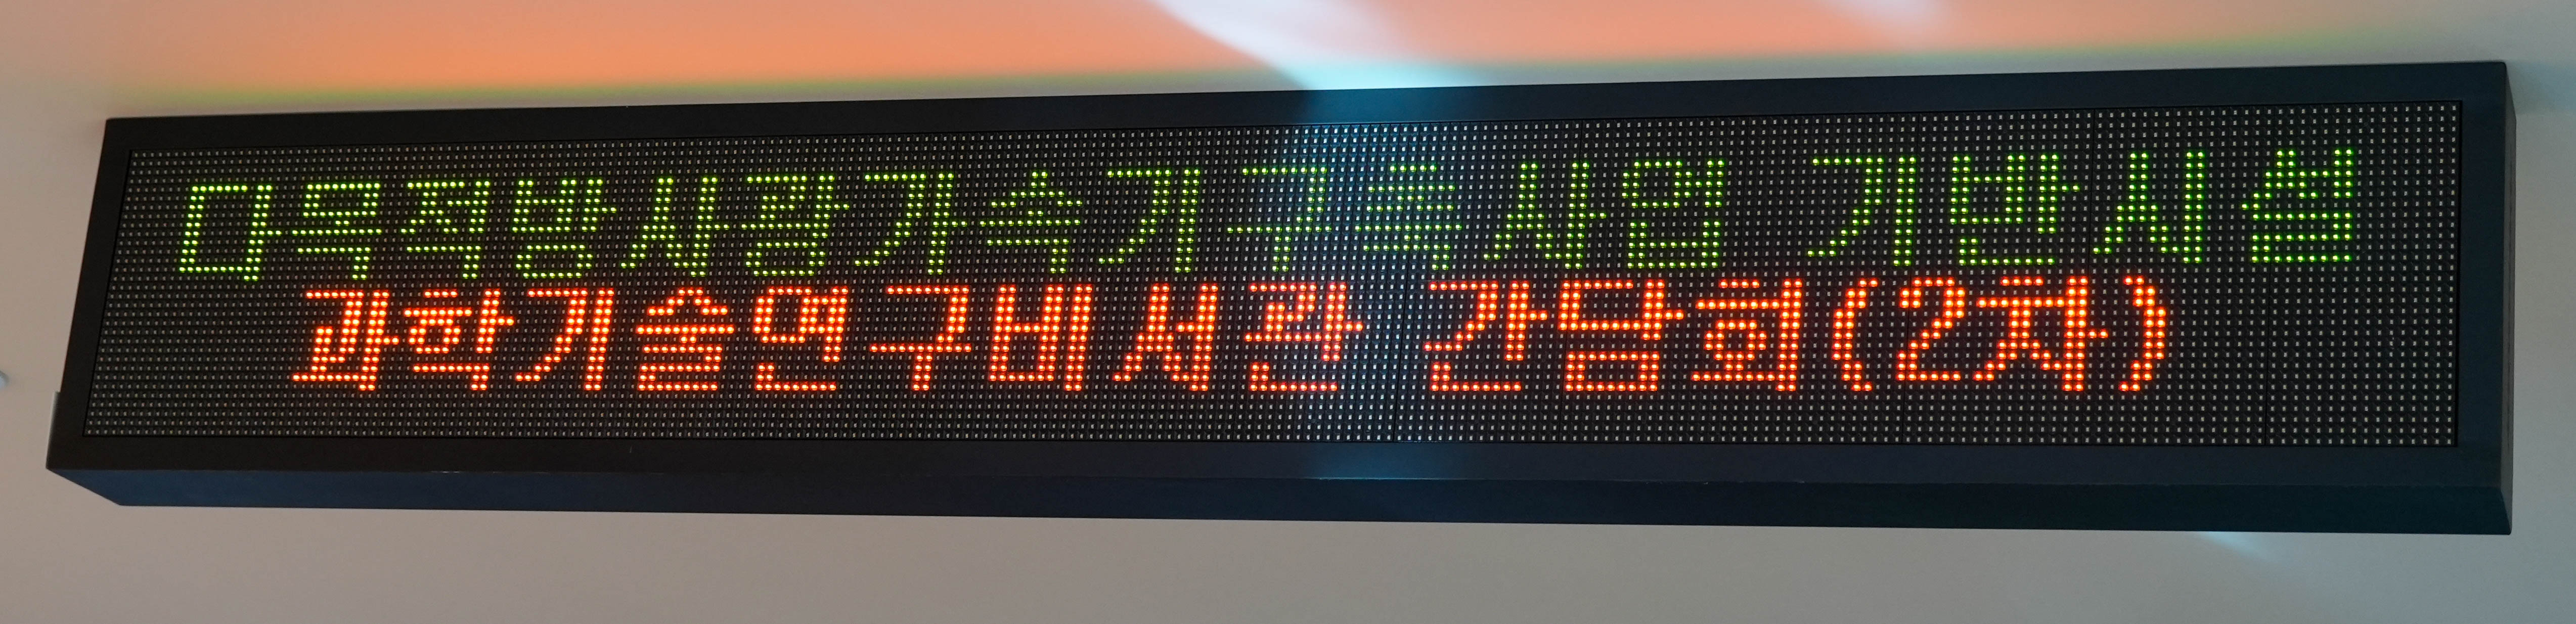 다목적방사광가속기구축사업 기반시설
과학기술연구비서관 간담회(2차)